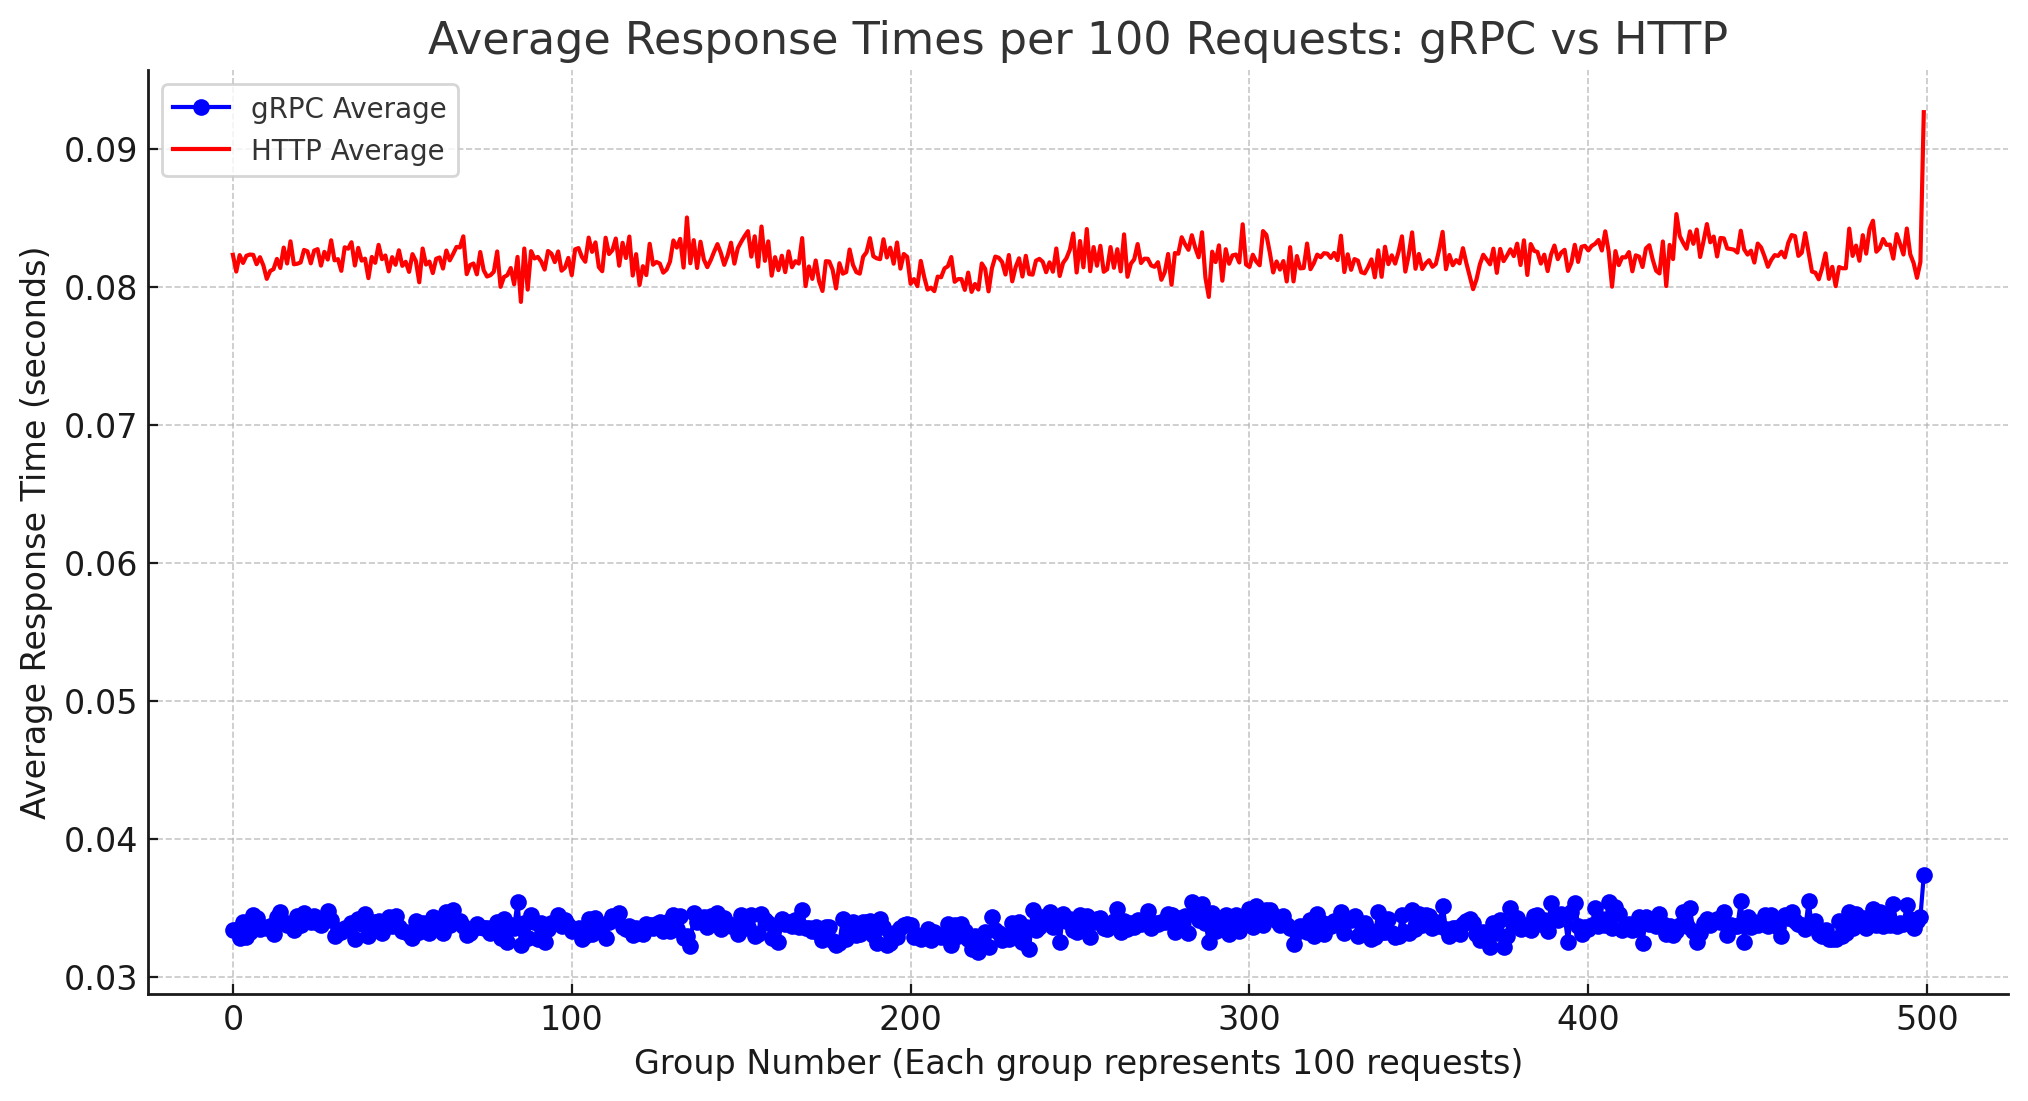 Average Response Times per 100 Requests: gRPC vs HTTP
gRPC Average
HTTP Average
Average Response Time (seconds)
0.09
0.08
0.07
0.06
0.05
0.04
0.03
0 100 200 300 400 500
Group Number (Each group represents 100 requests)